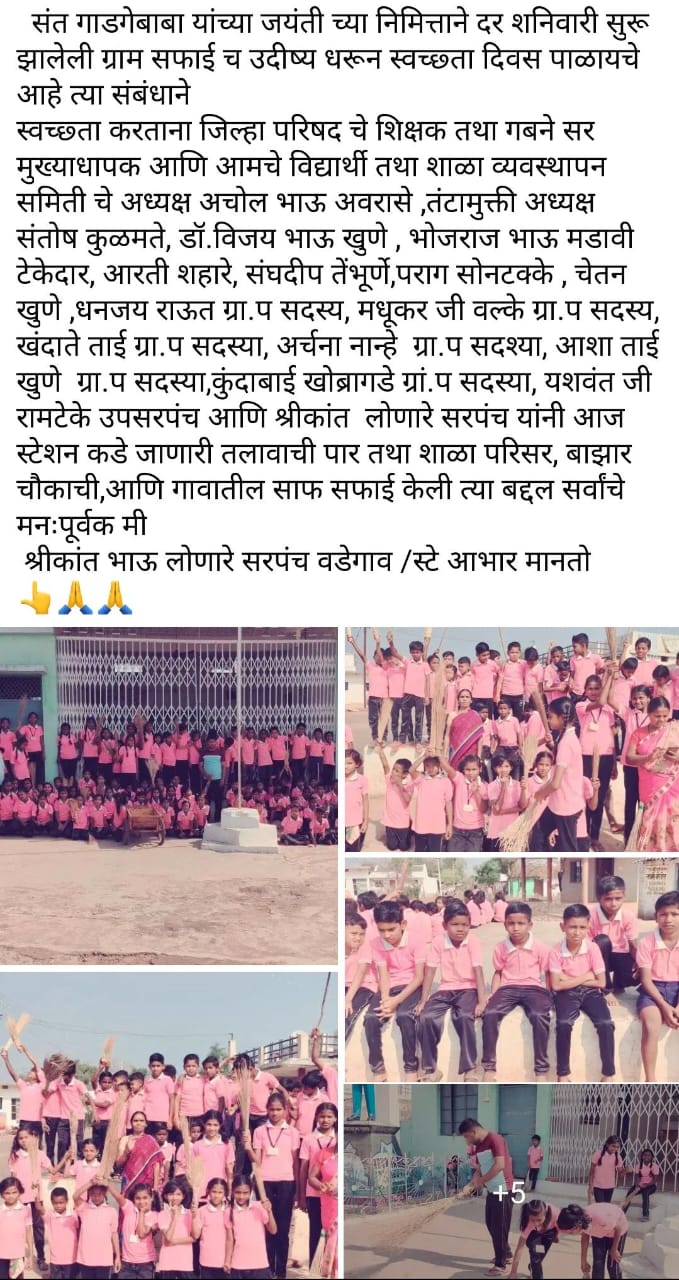 संत गाडगेबाबा यांच्या जयंती च्या निमित्ताने दर शनिवारी सुरू
झालेली ग्राम सफाई च उदीष्य धरून स्वच्छता दिवस पाळायचे
आहे त्या संबंधाने
स्वच्छता करताना जिल्हा परिषद चे शिक्षक तथा गबने सर
मुख्याधापक आणि आमचे विद्यार्थी तथा शाळा व्यवस्थापन
समिती चे अध्यक्ष अचोल भाऊ अवरासे ,तंटामुक्ती अध्यक्ष
संतोष कुळमते, डॉ.विजय भाऊ खुणे , भोजराज भाऊ मडावी
टेकेदार, आरती शहारे, संघदीप तेंभूर्णे,पराग सोनटक्के , चेतन
खुणे ,धनजय राऊत ग्रा.प सदस्य, मधूकर जी वल्के ग्रा.प सदस्य,
खंदाते ताई ग्रा.प सदस्या, अर्चना नान्हे ग्रा.प सदश्या, आशा ताई
खुणे ग्रा.प सदस्या,कुंदाबाई खोब्रागडे ग्रां.प सदस्या, यशवंत जी
रामटेके उपसरपंच आणि श्रीकांत लोणारे सरपंच यांनी आज
स्टेशन कडे जाणारी तलावाची पार तथा शाळा परिसर, बाझार
चौकाची,आणि गावातील साफ सफाई केली त्या बद्दल सर्वांचे
मनःपूर्वक मी
श्रीकांत भाऊ लोणारे सरपंच वडेगाव /स्टे आभार मानतो
👆🙏🙏
+5